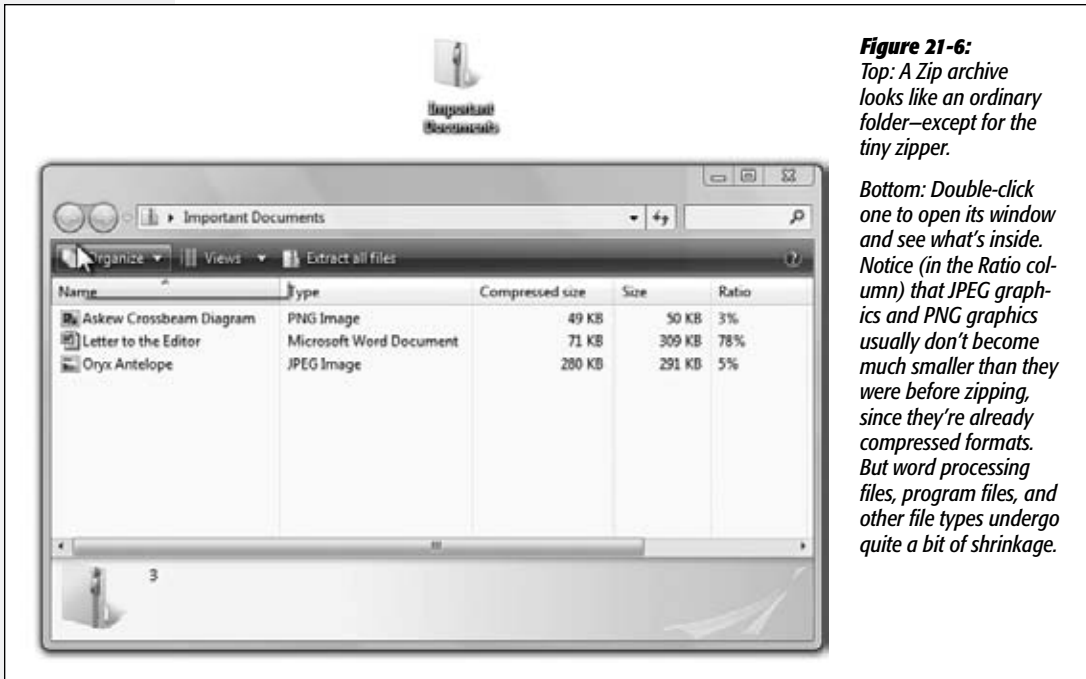 Important
Documents
Important Documents
Organize
Views
Extract all files
?
Name Type Compressed size Size Ratio
Askew Crossbeam Diagram PNG Image 49 KB 50 KB 3%
Letter to the Editor Microsoft Word Document 71 KB 309 KB 78%
Oryx Antelope JPEG Image 280 KB 291 KB 5%
3
Figure 21-6:
Top: A Zip archive
looks like an ordinary
folder—except for the
tiny zipper.
Bottom: Double-click
one to open its window
and see what's inside.
Notice (in the Ratio col-
umn) that JPEG graph-
ics and PNG graphics
usually don't become
much smaller than they
were before zipping,
since they're already
compressed formats.
But word processing
files, program files, and
other file types undergo
quite a bit of shrinkage.